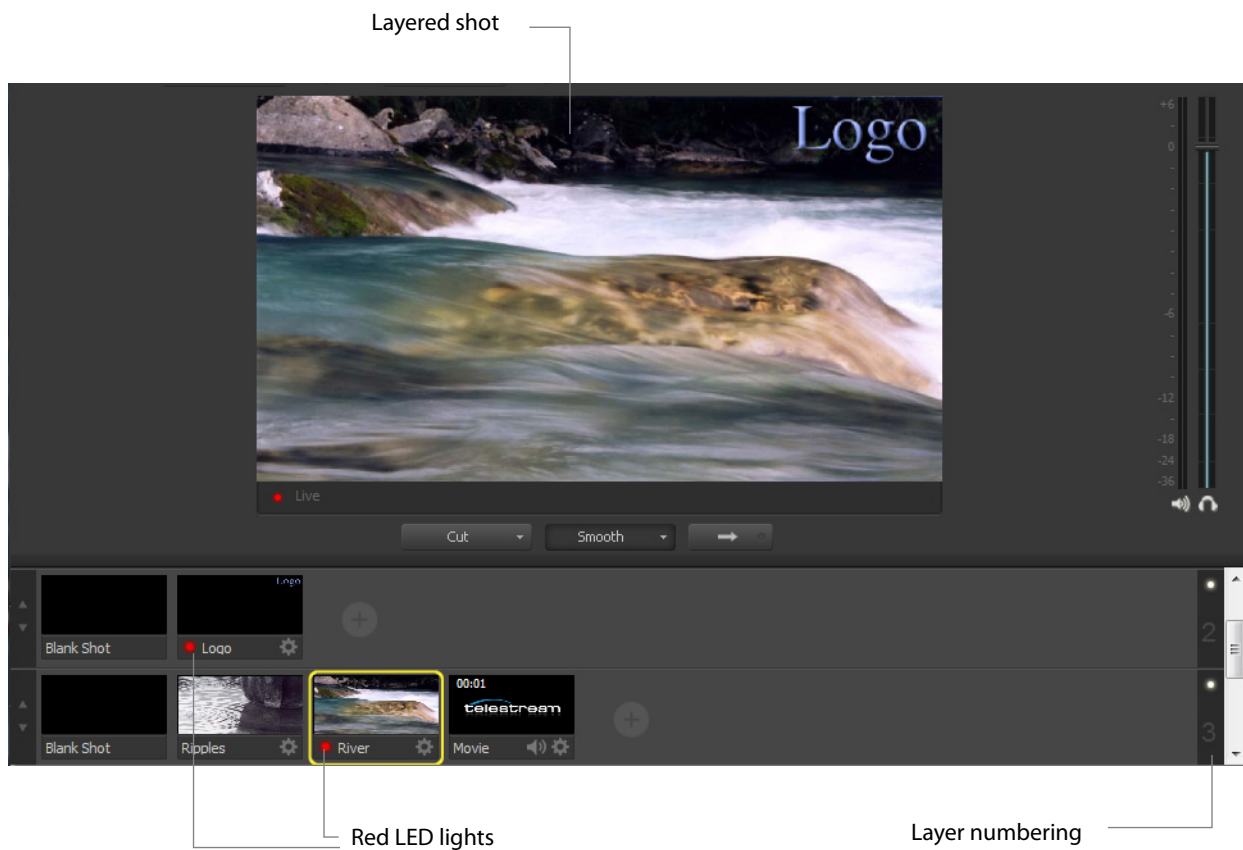 Layered shot
Logo
+6
-
0
-
-
-
-
-
-
-6
-
-
-12
-
-18
-24
-36
Live
Cut
Smooth
Logo
Blank Shot
Logo
2
00:01
telestream
Blank Shot
Ripples
River
Movie
3
Red LED lights
Layer numbering